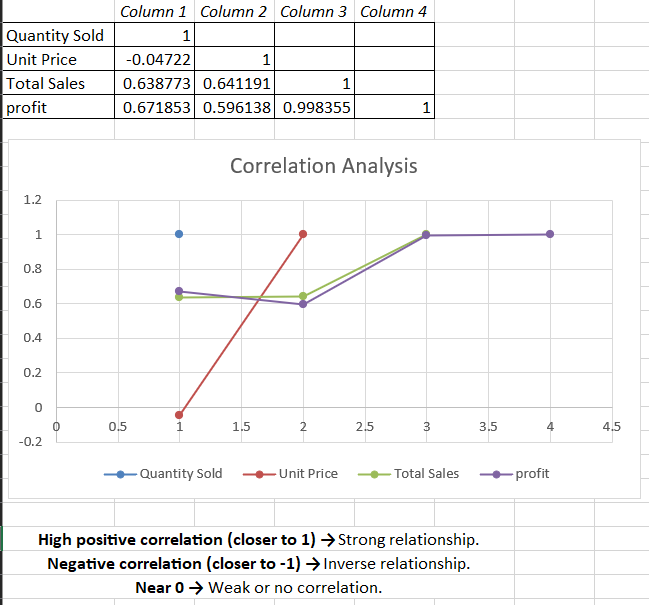 Column 1 Column 2 Column 3 Column 4
Quantity Sold 1
Unit Price -0.04722 1
Total Sales 0.638773 0.641191 1
profit 0.671853 0.596138 0.998355 1
Correlation Analysis
1.2
1
0.8
0.6
0.4
0.2
0
-0.2
0 0.5 1 1.5 2 2.5 3 3.5 4 4.5
Quantity Sold Unit Price Total Sales profit
High positive correlation (closer to 1) → Strong relationship.
Negative correlation (closer to -1) → Inverse relationship.
Near 0 → Weak or no correlation.